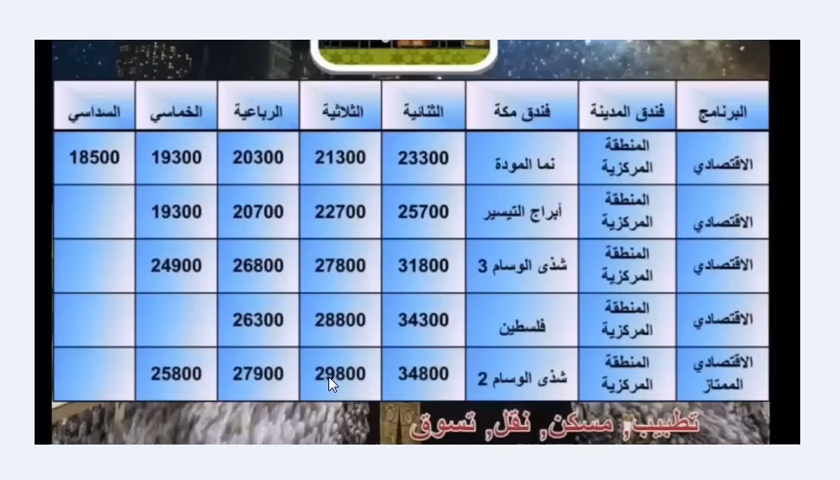 البرنامج فندق المدينة فندق مكة الثنائية الثلاثية الرباعية الخماسي السداسي
الاقتصادي المنطقة المركزية نما المودة 23300 21300 20300 19300 18500
الاقتصادي المنطقة المركزية أبراج التيسير 25700 22700 20700 19300
الاقتصادي المنطقة المركزية شذى الوسام 3 31800 27800 26800 24900
الاقتصادي المنطقة المركزية فلسطين 34300 28800 26300
الاقتصادي الممتاز المنطقة المركزية شذى الوسام 2 34800 29800 27900 25800
تطبيب, مسكن, نقل, تسوق